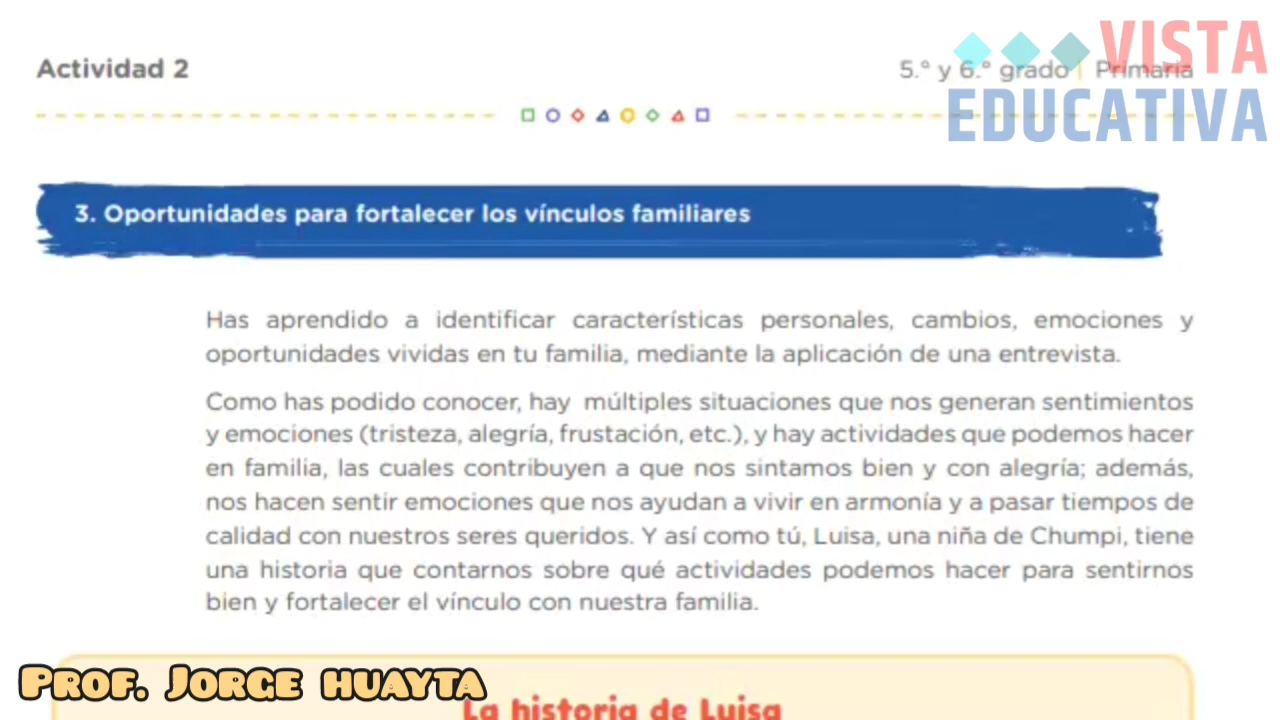 Actividad 2
5.° y 6.° grado | Primaria
VISTA
EDUCATIVA
3. Oportunidades para fortalecer los vínculos familiares
Has aprendido a identificar características personales, cambios, emociones y
oportunidades vividas en tu familia, mediante la aplicación de una entrevista.
Como has podido conocer, hay múltiples situaciones que nos generan sentimientos
y emociones (tristeza, alegría, frustación, etc.), y hay actividades que podemos hacer
en familia, las cuales contribuyen a que nos sintamos bien y con alegría; además,
nos hacen sentir emociones que nos ayudan a vivir en armonía y a pasar tiempos de
calidad con nuestros seres queridos. Y así como tú, Luisa, una niña de Chumpi, tiene
una historia que contarnos sobre qué actividades podemos hacer para sentirnos
bien y fortalecer el vínculo con nuestra familia.
Prof. Jorge huayta
La historia de Luisa